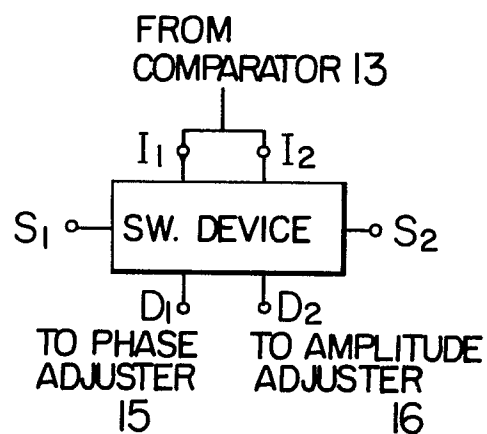 FROM
COMPARATOR 13
I1 I2
S1 SW. DEVICE S2
D1 D2
TO PHASE TO AMPLITUDE
ADJUSTER ADJUSTER
15 16